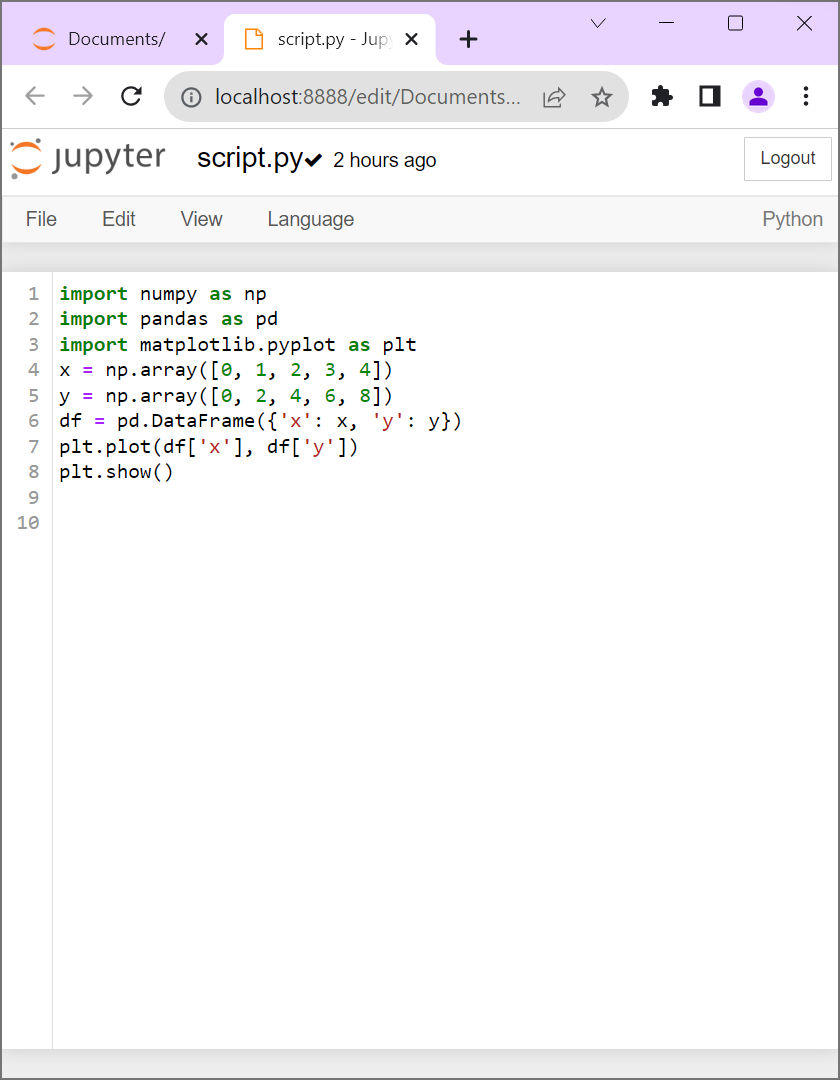 Documents/
script.py - Jup
localhost:8888/edit/Documents...
jupyter script.py 2 hours ago Logout
File Edit View Language Python
1 import numpy as np
2 import pandas as pd
3 import matplotlib.pyplot as plt
4 x = np.array([0, 1, 2, 3, 4])
5 y = np.array([0, 2, 4, 6, 8])
6 df = pd.DataFrame({'x': x, 'y': y})
7 plt.plot(df['x'], df['y'])
8 plt.show()
9
10